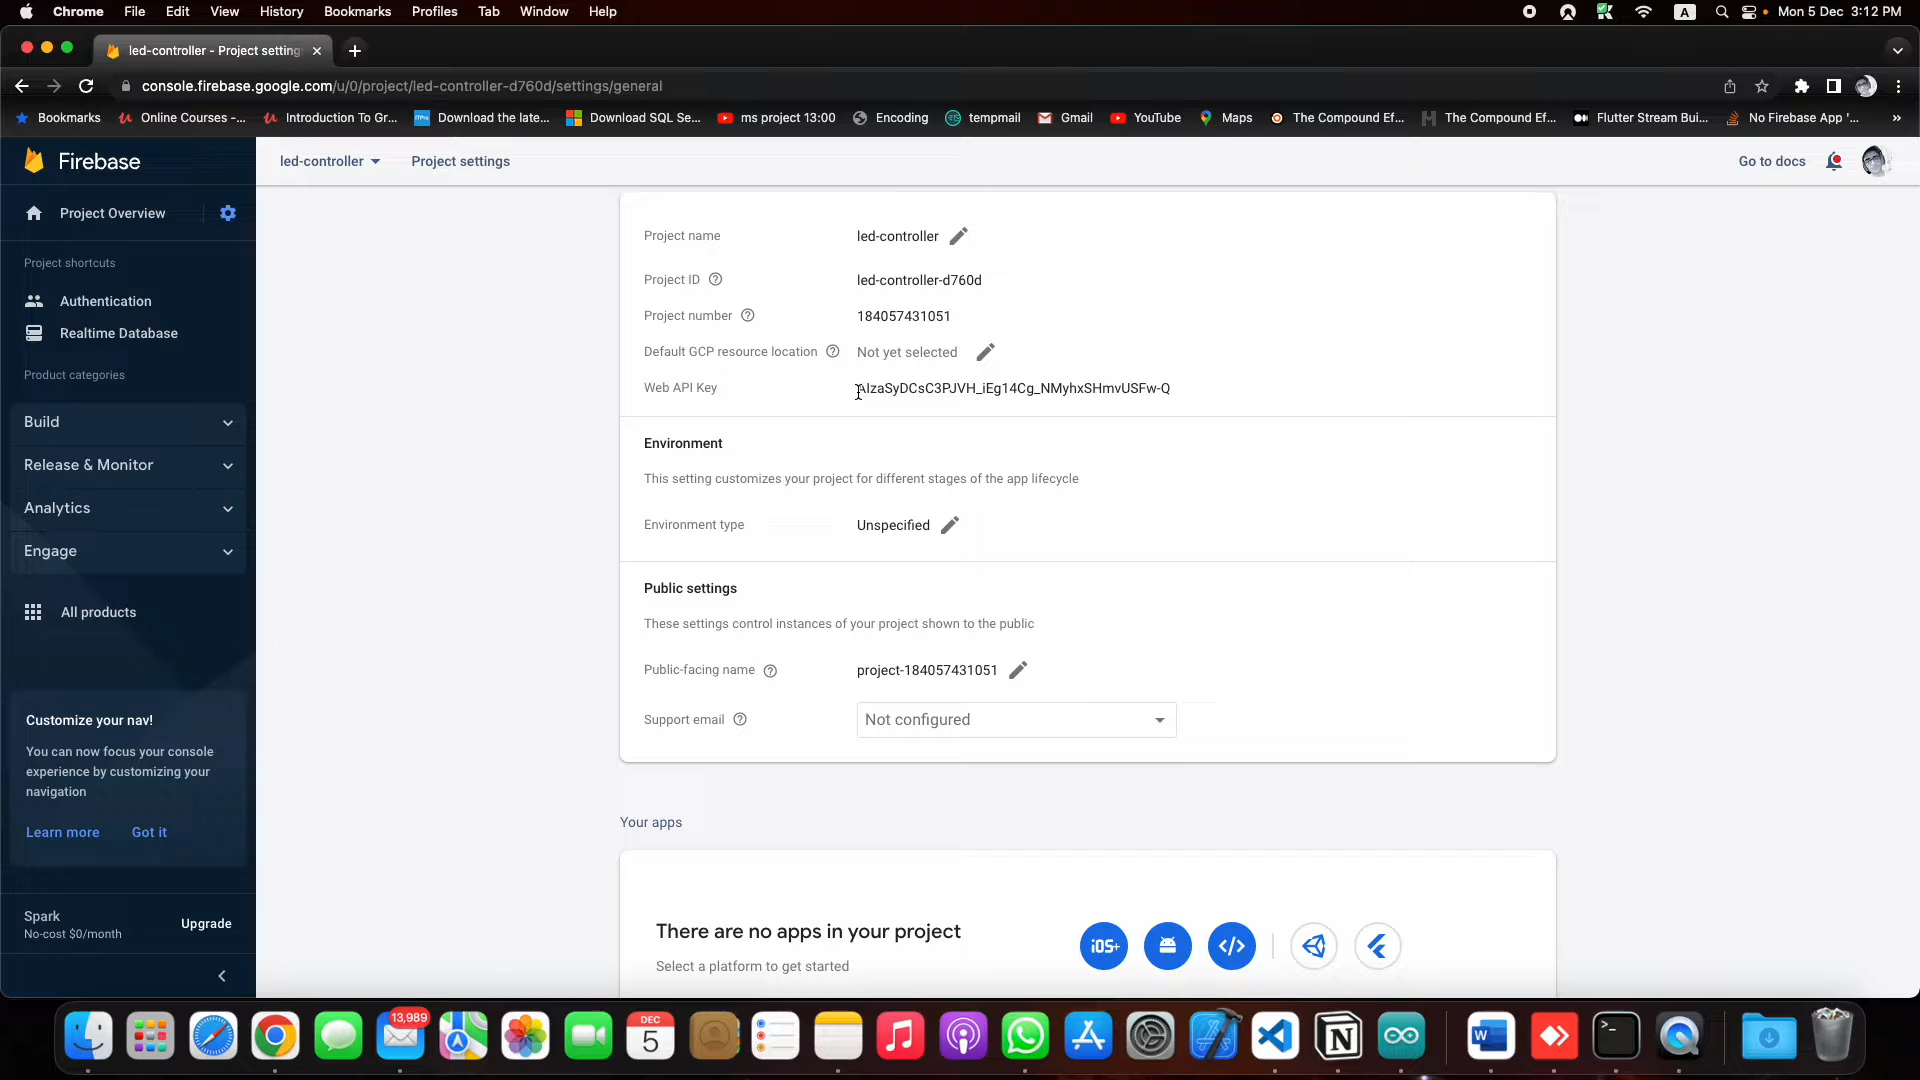 Chrome File Edit View History Bookmarks Profiles Tab Window Help
A Mon 5 Dec 3:12 PM
led-controller - Project setting
console.firebase.google.com/u/0/project/led-controller-d760d/settings/general
Bookmarks Online Courses -... Introduction To Gr... Download the late... Download SQL Se... ms project 13:00 Encoding tempmail Gmail YouTube Maps The Compound Ef... The Compound Ef... Flutter Stream Bui... No Firebase App '... »
Firebase
led-controller Project settings Go to docs
Project Overview
Project shortcuts
Authentication
Realtime Database
Product categories
Build
Release & Monitor
Analytics
Engage
All products
Customize your nav!
You can now focus your console
experience by customizing your
navigation
Learn more Got it
Spark
No-cost $0/month
Upgrade
Project name led-controller
Project ID led-controller-d760d
Project number 184057431051
Default GCP resource location Not yet selected
Web API Key AIzaSyDCsC3PJVH_iEg14Cg_NMyhxSHmvUSFw-Q
Environment
This setting customizes your project for different stages of the app lifecycle
Environment type Unspecified
Public settings
These settings control instances of your project shown to the public
Public-facing name project-184057431051
Support email Not configured
Your apps
There are no apps in your project
Select a platform to get started
iOS+
</>
13,989
DEC
5